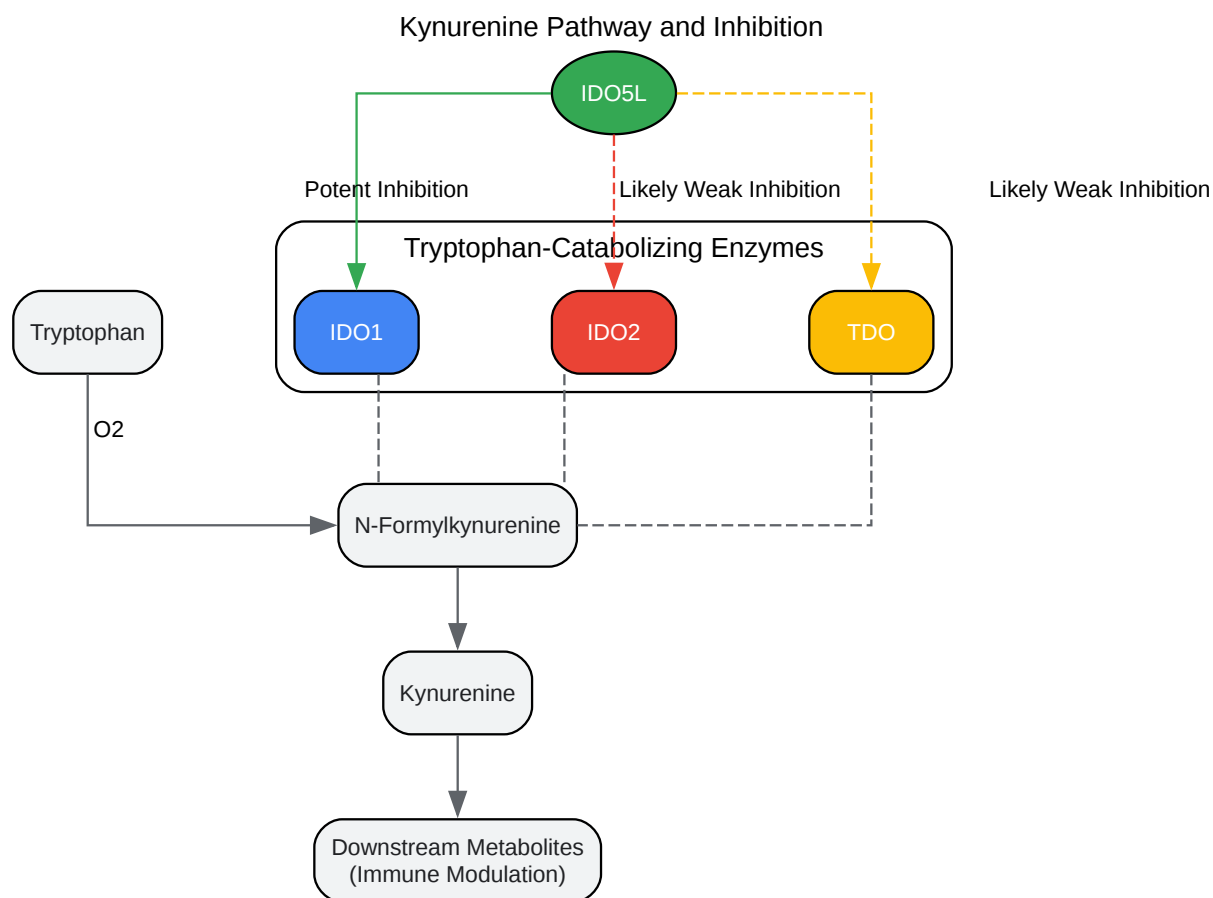 Kynurenine Pathway and Inhibition
IDO5L
Potent Inhibition
Likely Weak Inhibition
Likely Weak Inhibition
Tryptophan-Catabolizing Enzymes
Tryptophan
IDO1
IDO2
TDO
O2
N-Formylkynurenine
Kynurenine
Downstream Metabolites
(Immune Modulation)